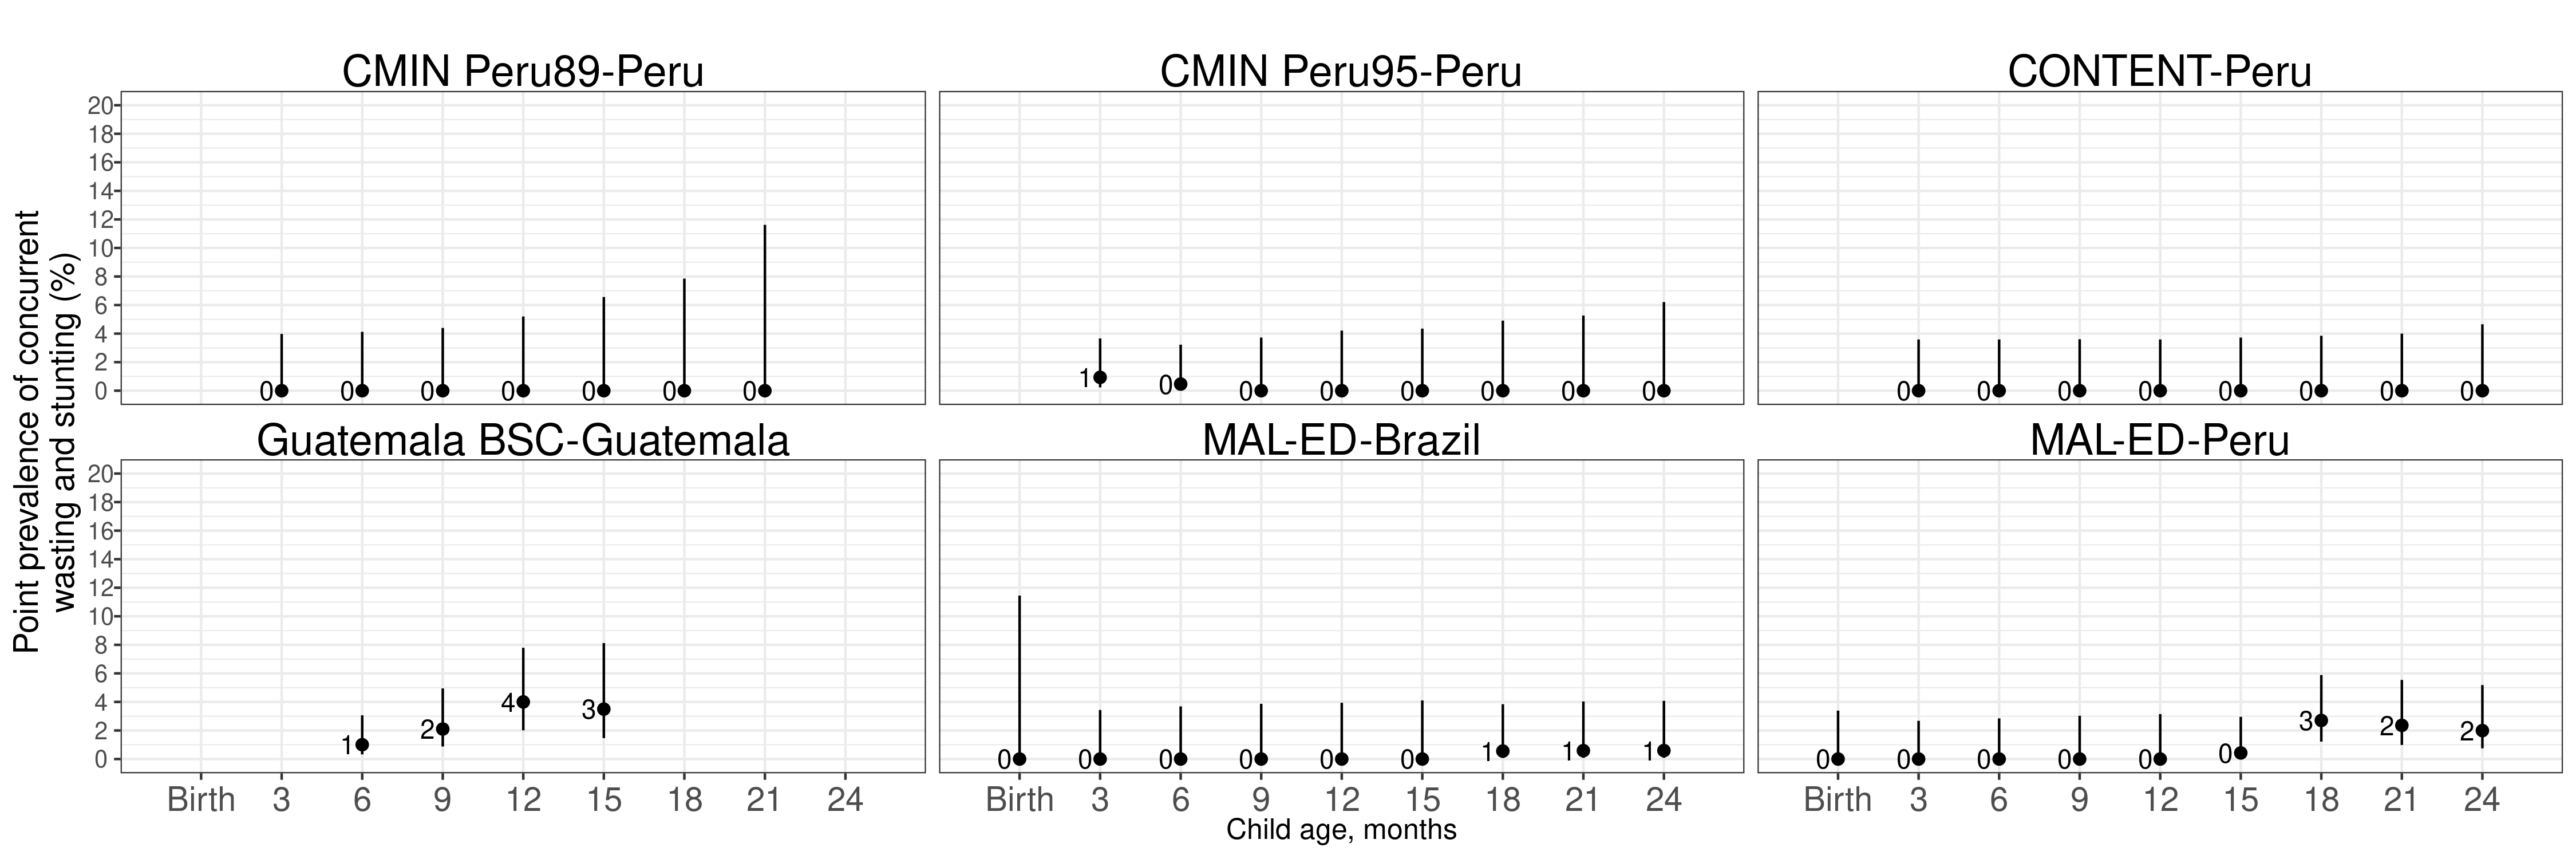 CMIN Peru89-Peru
CMIN Peru95-Peru
CONTENT-Peru
20
18
16
14
12
10
8
6
4
2
0
0 0 0 0 0 0 0
1 0 0 0 0 0 0 0
0 0 0 0 0 0 0 0
Guatemala BSC-Guatemala
MAL-ED-Brazil
MAL-ED-Peru
20
18
16
14
12
10
8
6
4
2
0
1 2 4 3
0 0 0 0 0 0 1 1 1
0 0 0 0 0 0 3 2 2
Birth 3 6 9 12 15 18 21 24
Birth 3 6 9 12 15 18 21 24
Birth 3 6 9 12 15 18 21 24
Point prevalence of concurrent
wasting and stunting (%)
Child age, months